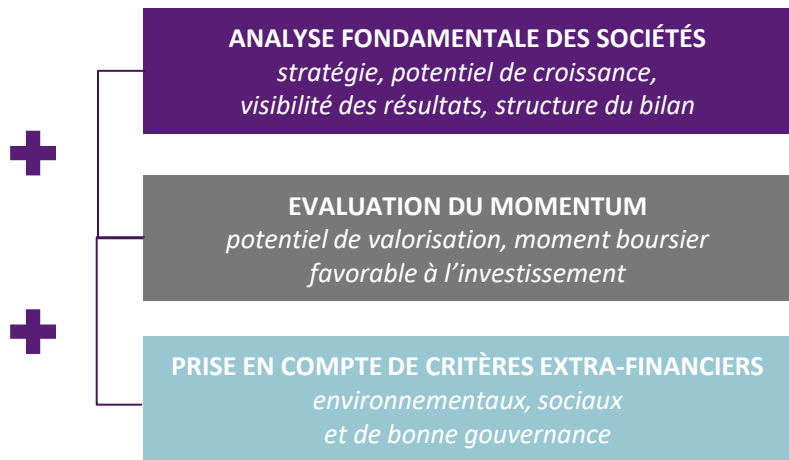 ANALYSE FONDAMENTALE DES SOCIÉTÉS
stratégie, potentiel de croissance,
visibilité des résultats, structure du bilan
EVALUATION DU MOMENTUM
potentiel de valorisation, moment boursier
favorable à l’investissement
PRISE EN COMPTE DE CRITÈRES EXTRA-FINANCIERS
environnementaux, sociaux
et de bonne gouvernance